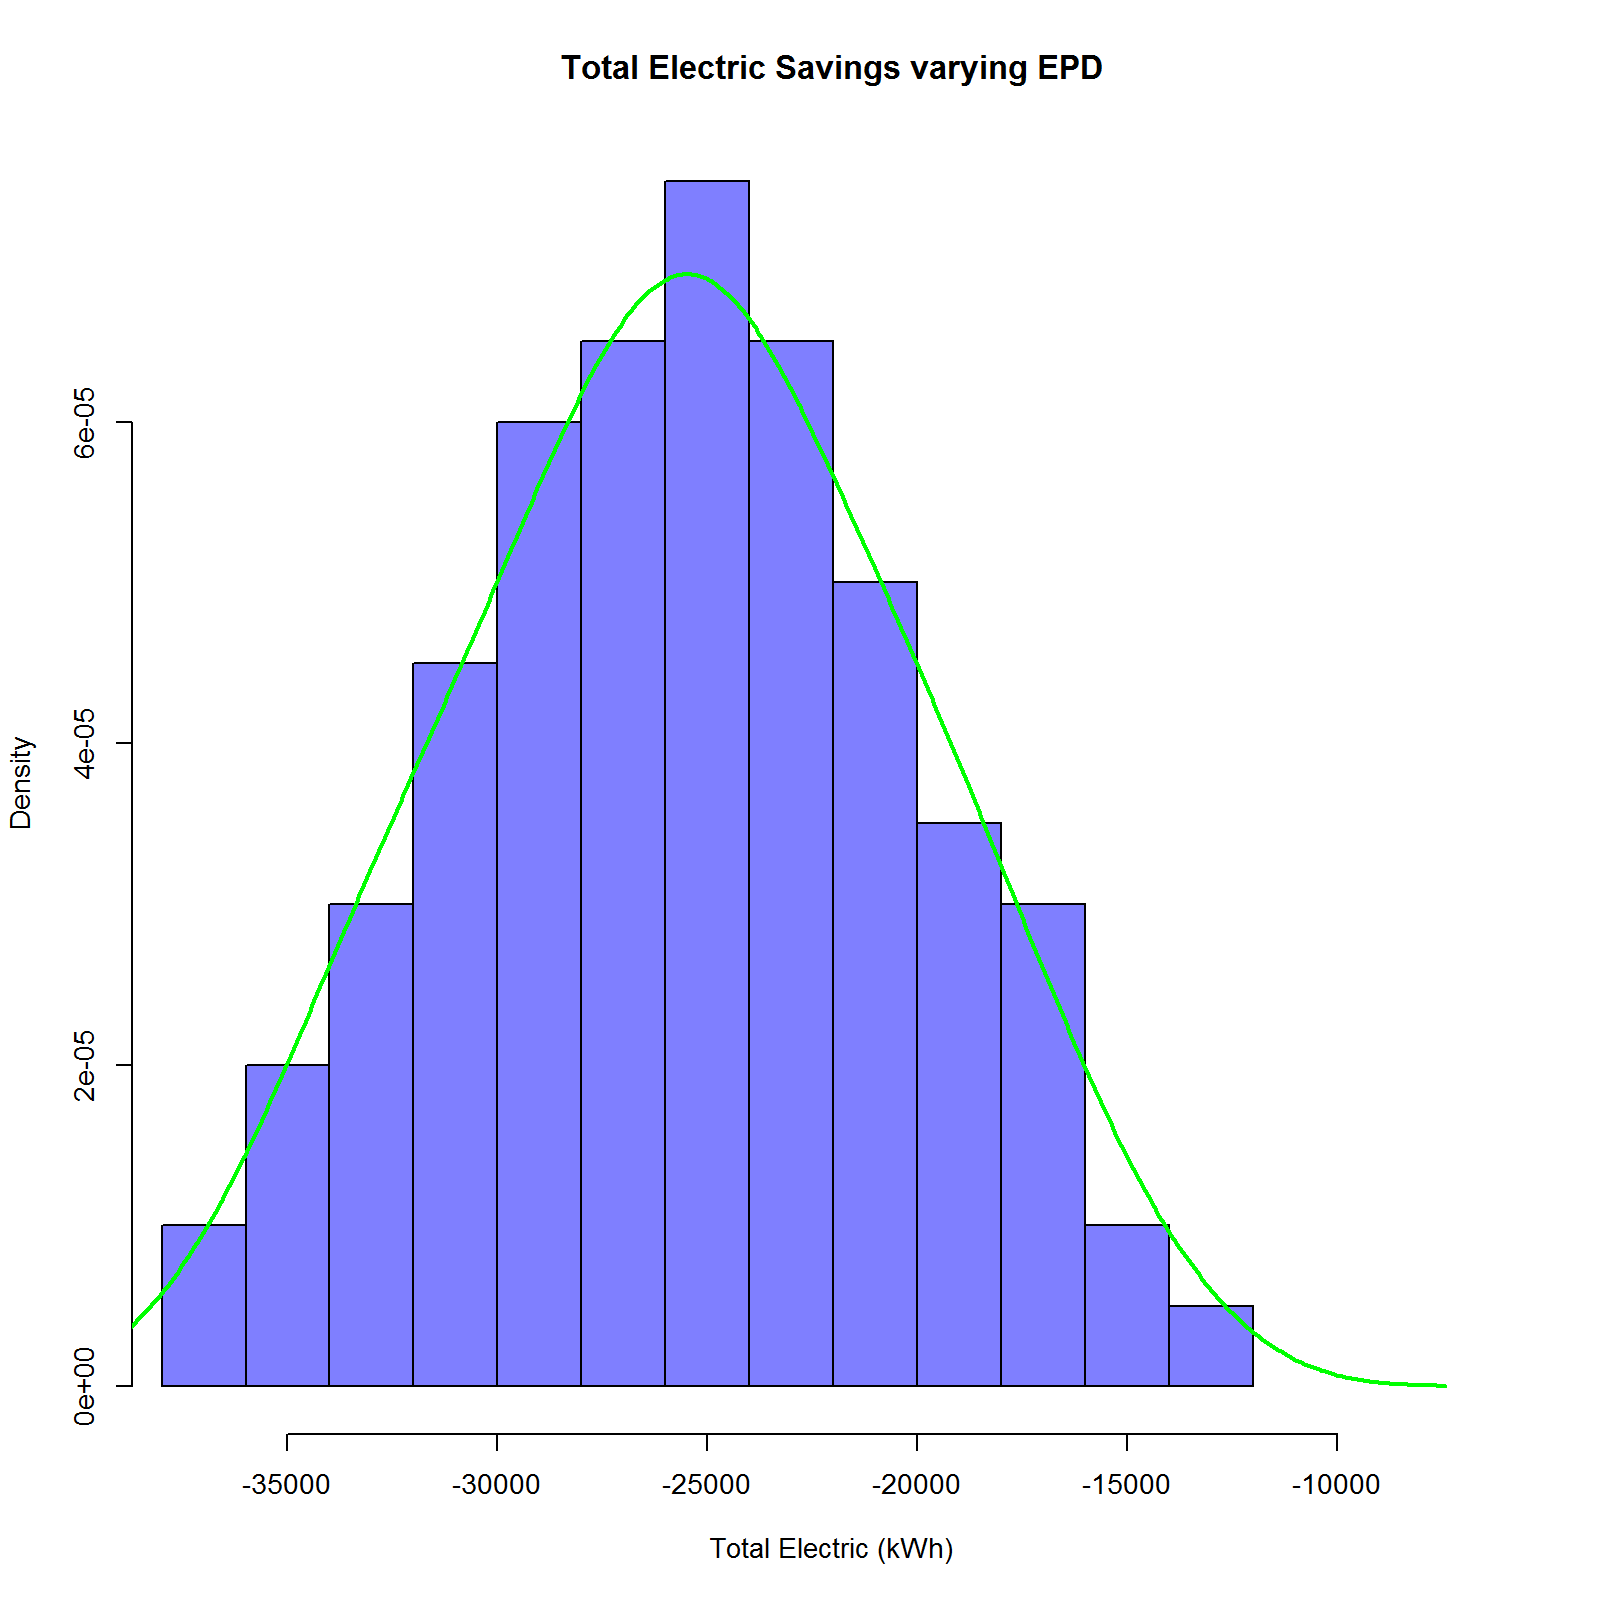 Total Electric Savings varying EPD
Density
6e-05
4e-05
2e-05
0e+00
-35000
-30000
-25000
-20000
-15000
-10000
Total Electric (kWh)